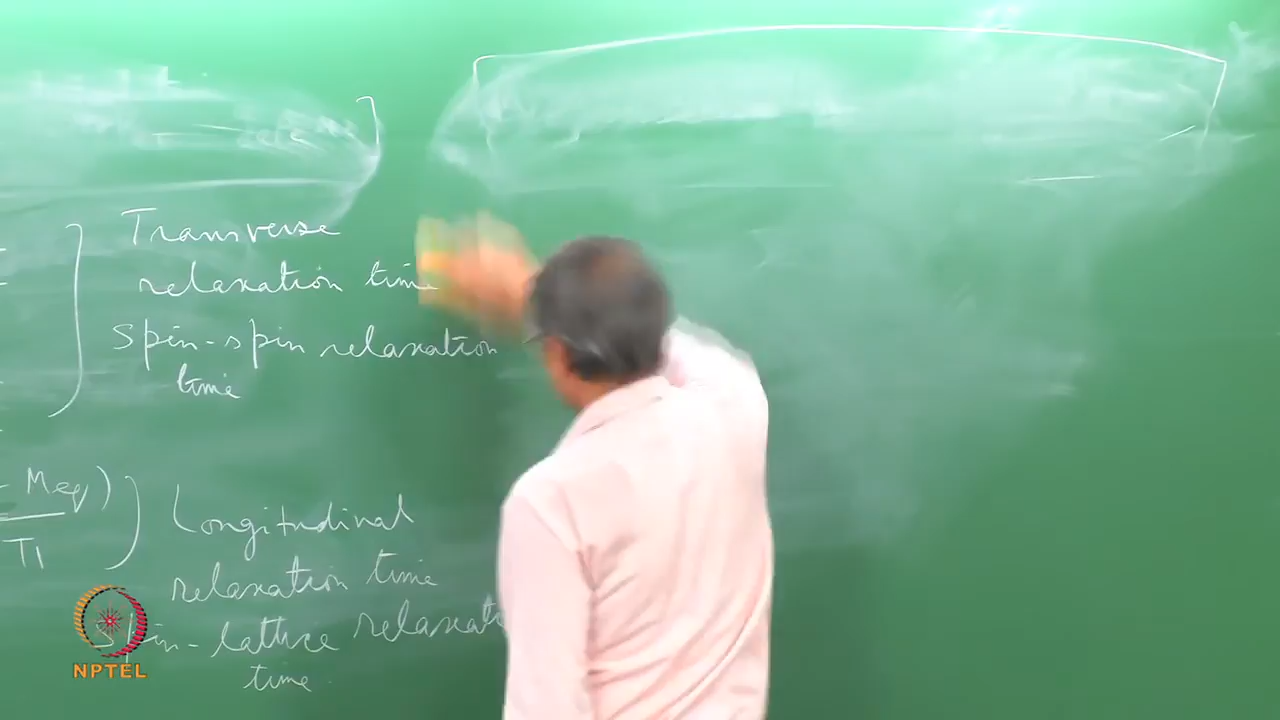 Transverse
relaxation time
spin-spin relaxation
time
- Meq)
T1
Longitudinal
relaxation time
spin-lattice relaxat
time
NPTEL